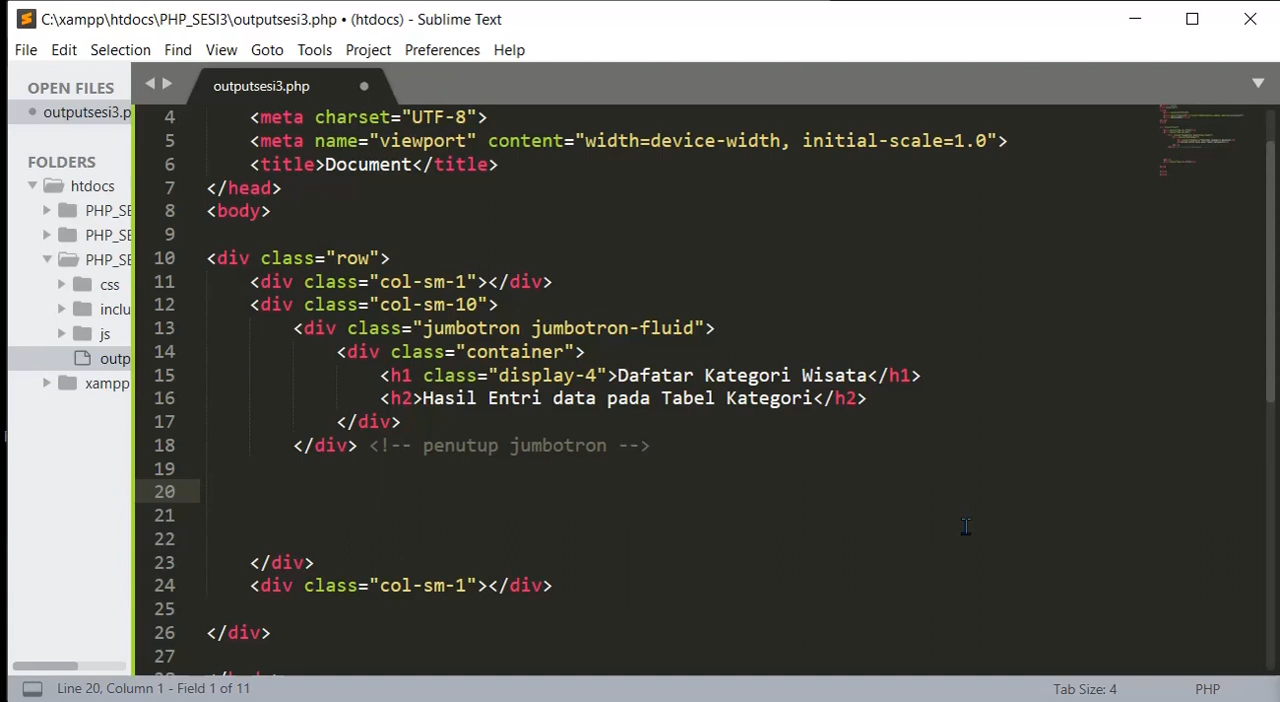 C:\xampp\htdocs\PHP_SESI3\outputsesi3.php • (htdocs) - Sublime Text
File Edit Selection Find View Goto Tools Project Preferences Help
OPEN FILES
outputsesi3.p
FOLDERS
htdocs
PHP_SE
PHP_SE
PHP_SE
css
inclu
js
outp
xampp
outputsesi3.php
4 <meta charset="UTF-8">
5 <meta name="viewport" content="width=device-width, initial-scale=1.0">
6 <title>Document</title>
7 </head>
8 <body>
9
10 <div class="row">
11 <div class="col-sm-1"></div>
12 <div class="col-sm-10">
13 <div class="jumbotron jumbotron-fluid">
14 <div class="container">
15 <h1 class="display-4">Dafatar Kategori Wisata</h1>
16 <h2>Hasil Entri data pada Tabel Kategori</h2>
17 </div>
18 </div> <!-- penutup jumbotron -->
19
20
21
22
23 </div>
24 <div class="col-sm-1"></div>
25
26 </div>
27
Line 20, Column 1 - Field 1 of 11
Tab Size: 4
PHP